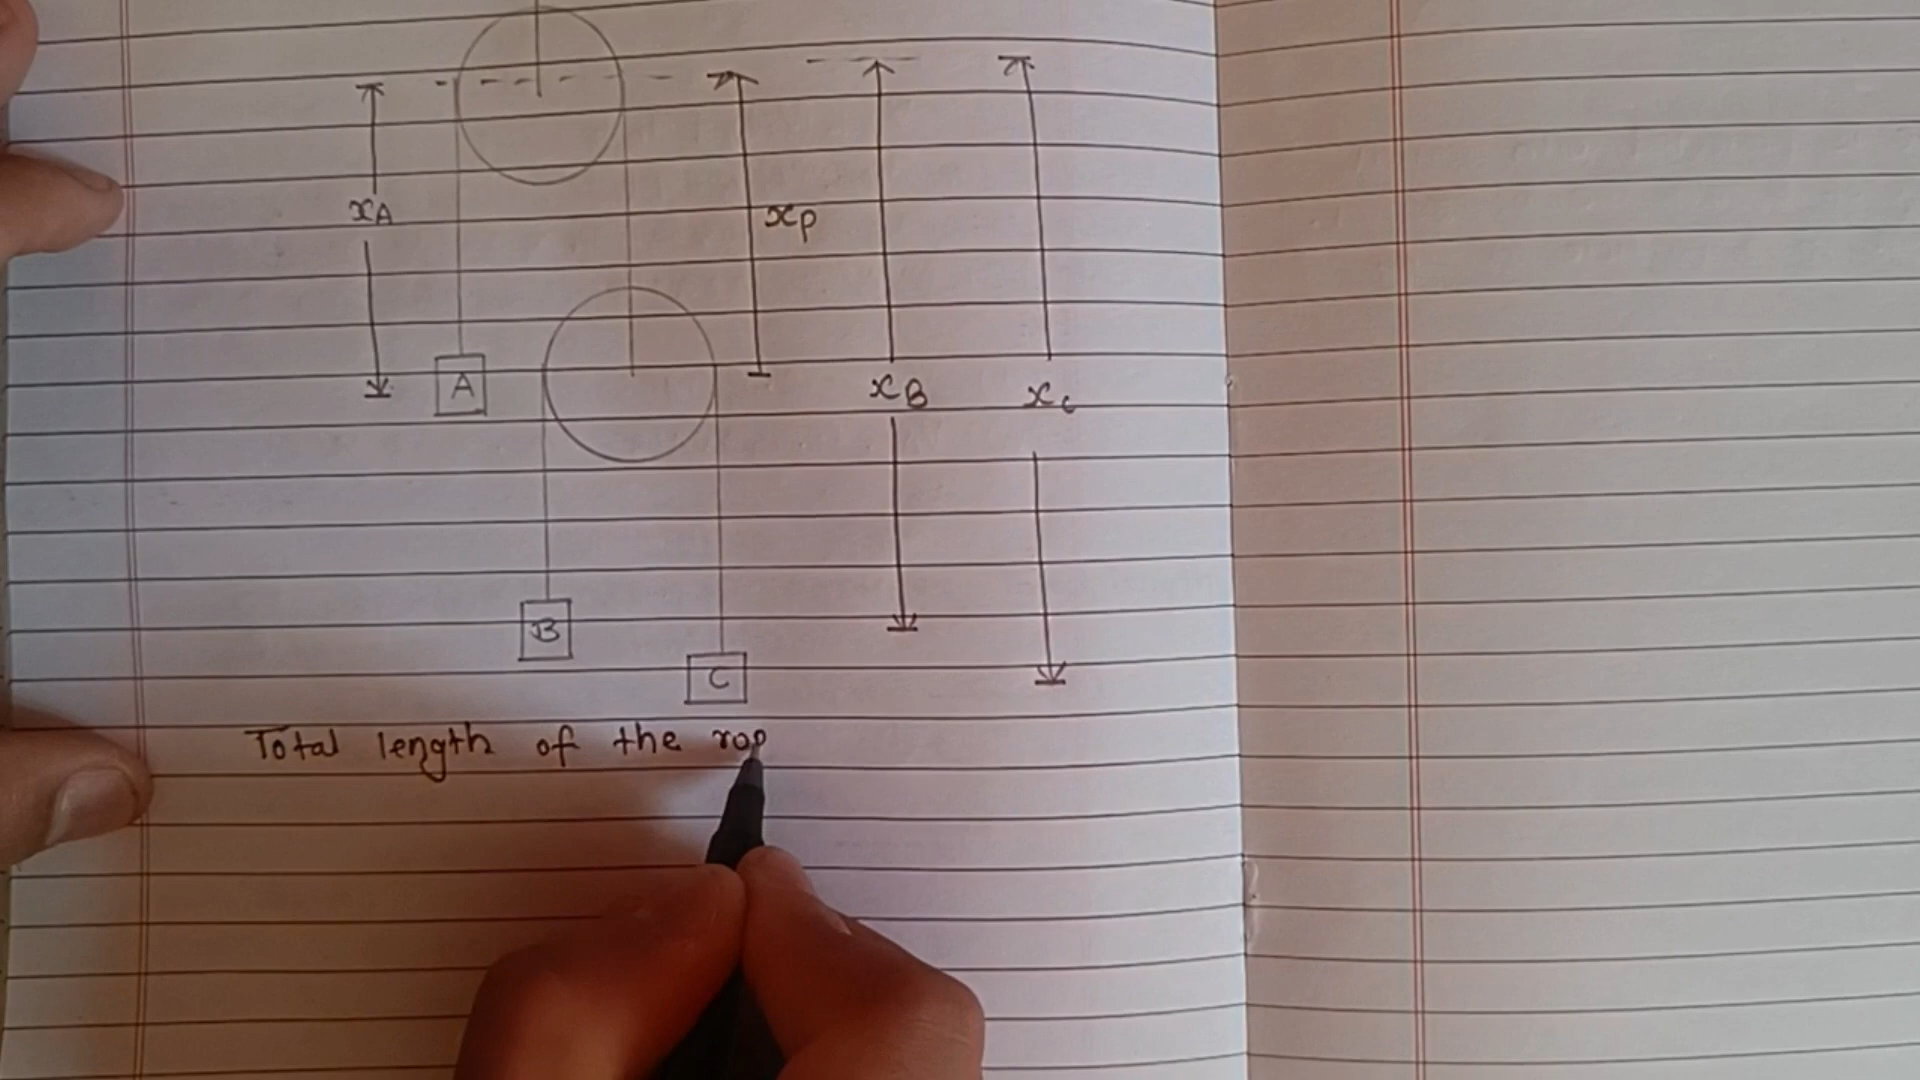 xA
xp
A
xB
xc
B
C
Total length of the rop